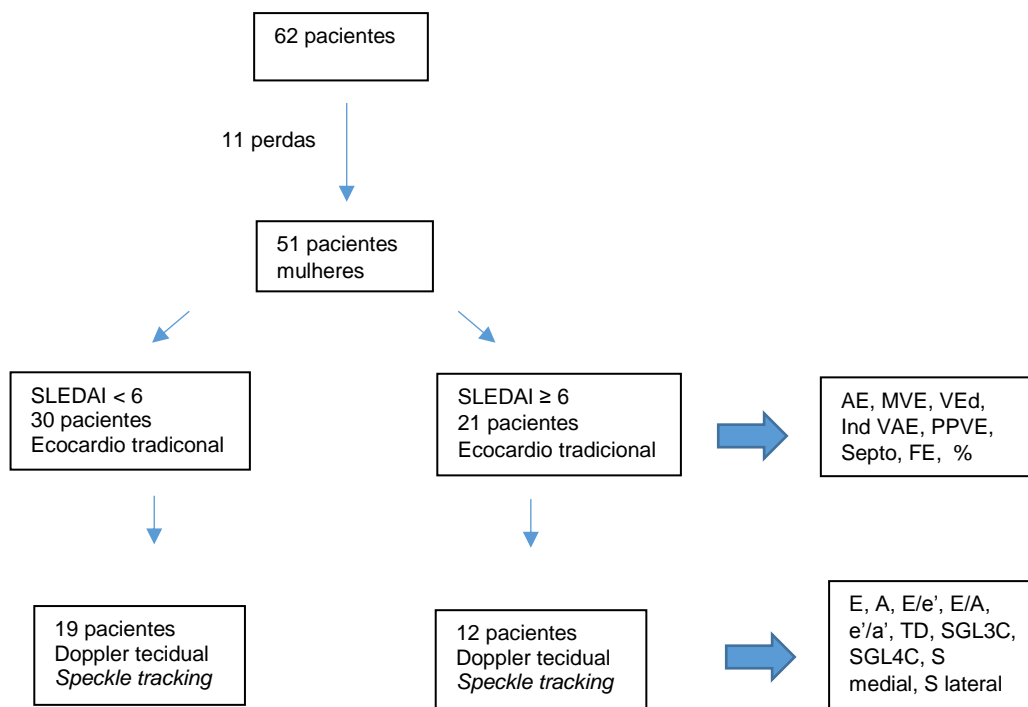 62 pacientes
11 perdas
51 pacientes
mulheres
SLEDAI < 6
30 pacientes
Ecocardio tradiconal
SLEDAI ≥ 6
21 pacientes
Ecocardio tradicional
AE, MVE, VEd,
Ind VAE, PPVE,
Septo, FE, %
19 pacientes
Doppler tecidual
Speckle tracking
12 pacientes
Doppler tecidual
Speckle tracking
E, A, E/e’, E/A,
e’/a’, TD, SGL3C,
SGL4C, S
medial, S lateral